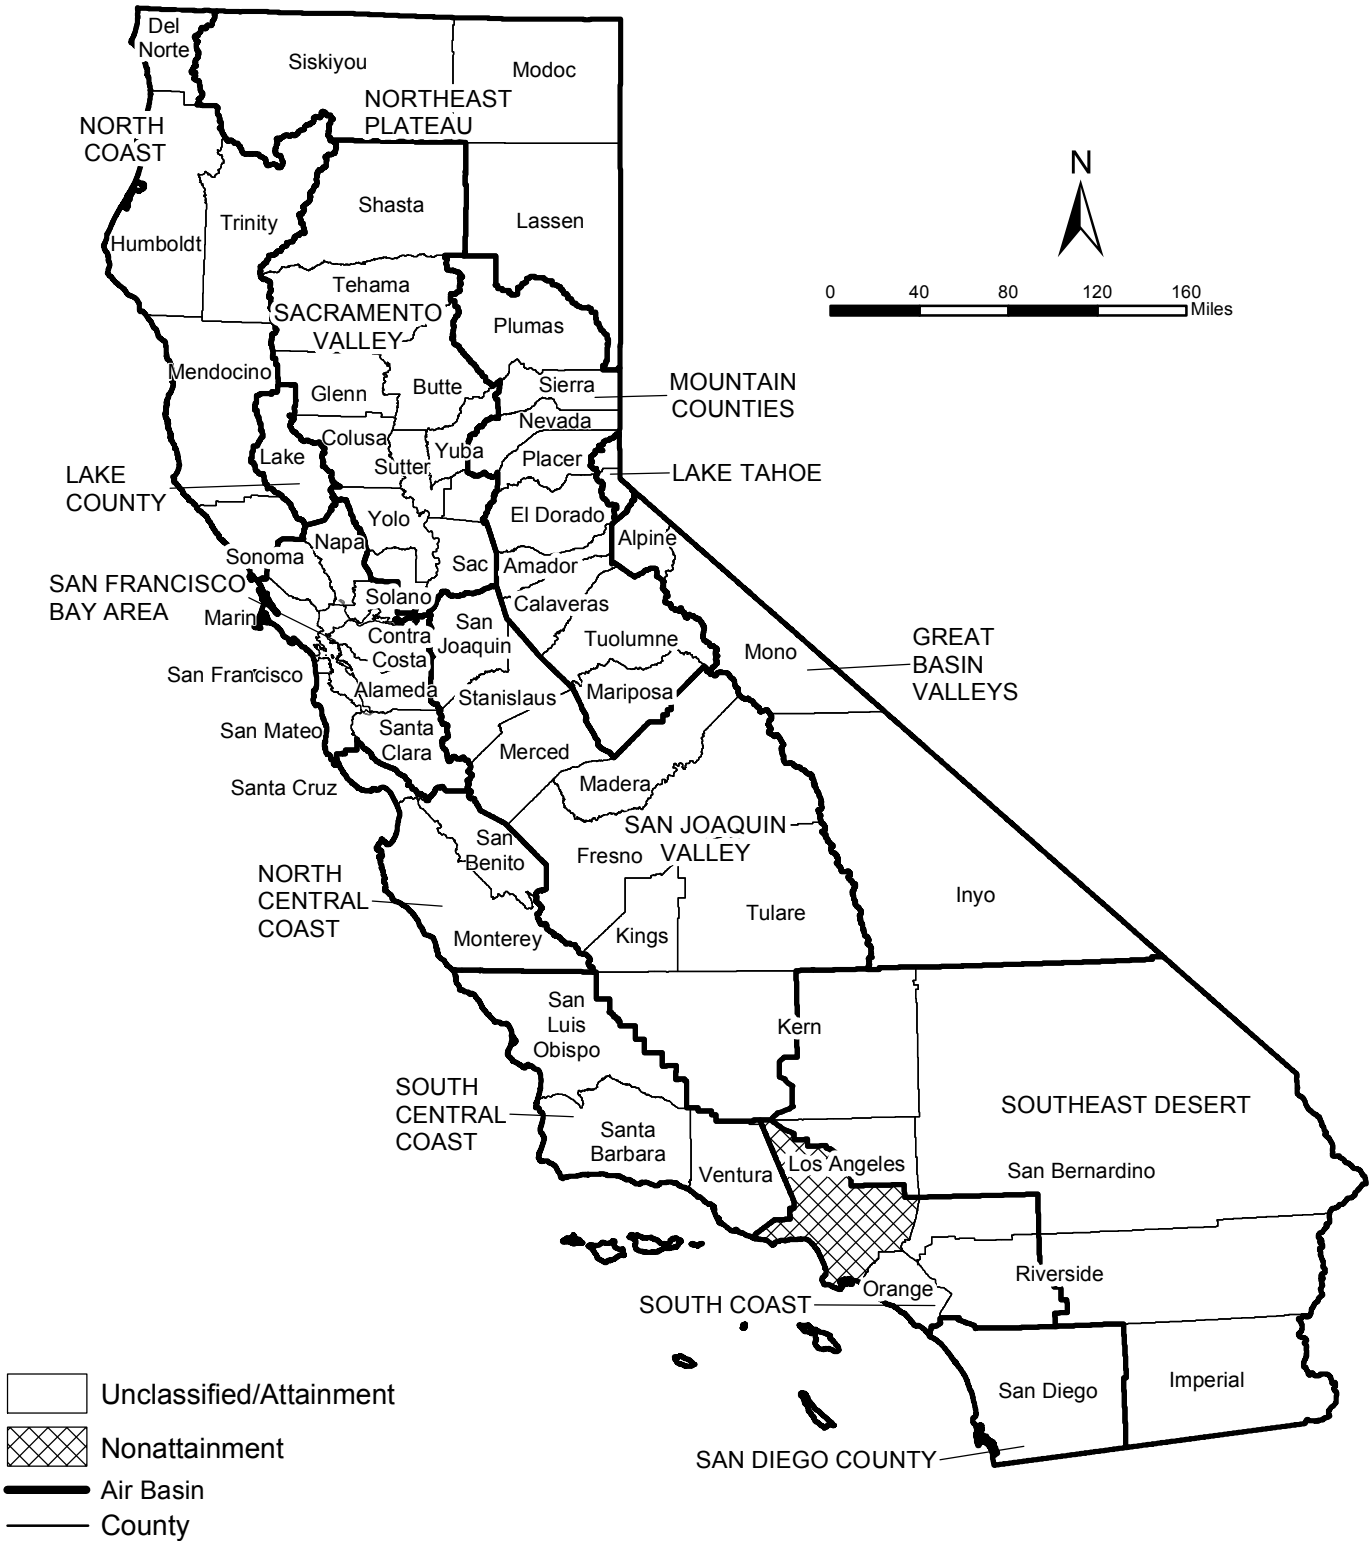 Del
Norte
Siskiyou
Modoc
NORTHEAST
PLATEAU
NORTH
COAST
N
Shasta
Trinity
Lassen
Humboldt
Tehama
0 40 80 120 160
Miles
SACRAMENTO
VALLEY
Plumas
Mendocino
Glenn
Butte
Sierra
MOUNTAIN
COUNTIES
Nevada
Colusa
Yuba
Lake
Sutter
Placer
LAKE TAHOE
LAKE
COUNTY
Yolo
El Dorado
Napa
Alpine
Sonoma
Sac
Amador
SAN FRANCISCO
BAY AREA
Solano
Calaveras
Marin
San
Joaquin
Contra
Costa
Tuolumne
Mono
GREAT
BASIN
VALLEYS
San Francisco
Alameda
Stanislaus
Mariposa
San Mateo
Santa
Clara
Merced
Santa Cruz
Madera
SAN JOAQUIN
VALLEY
San
Benito
Fresno
NORTH
CENTRAL
COAST
Inyo
Tulare
Kings
Monterey
San
Luis
Obispo
Kern
SOUTH
CENTRAL
COAST
SOUTHEAST DESERT
Santa
Barbara
Ventura
Los Angeles
San Bernardino
Riverside
Orange
SOUTH COAST
San Diego
Imperial
SAN DIEGO COUNTY
Unclassified/Attainment
Nonattainment
Air Basin
County